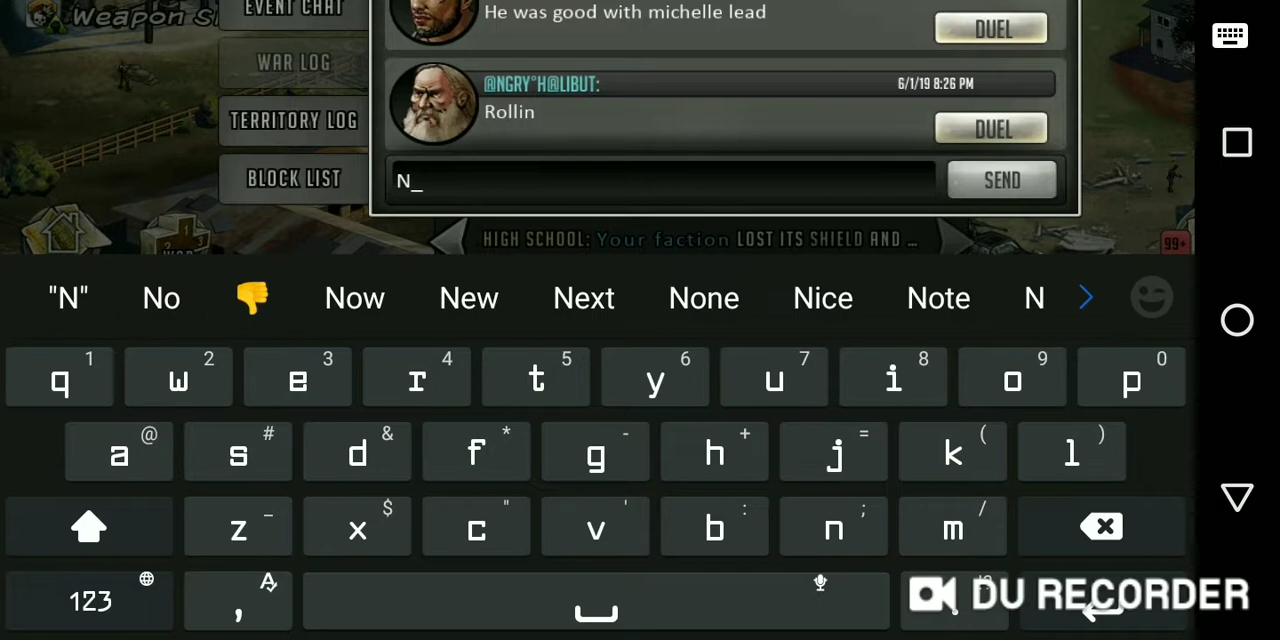 EVENT CHAT
WAR LOG
TERRITORY LOG
BLOCK LIST
He was good with michelle lead
DUEL
@NGRY°H@LIBUT: 6/1/19 8:26 PM
Rollin
DUEL
N_ SEND
HIGH SCHOOL: Your faction LOST ITS SHIELD AND ...
99+
"N" No 👎 Now New Next None Nice Note N
1 2 3 4 5 6 7 8 9 0
q w e r t y u i o p
@ # & * - + = ( )
a s d f g h j k l
_ $ " ' : ; /
z x c v b n m
123 , .
DU RECORDER